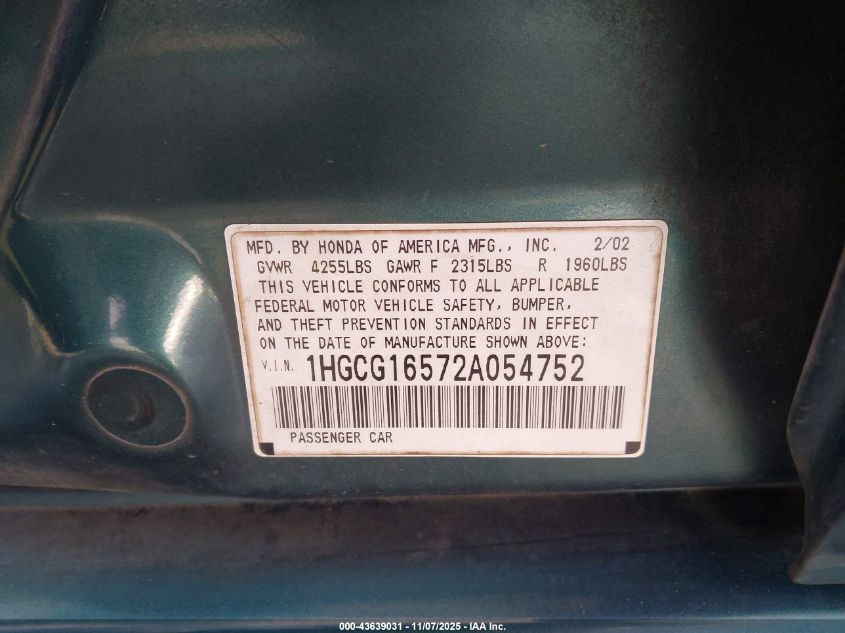 MFD. BY HONDA OF AMERICA MFG., INC. 2/02
GVWR 4255LBS GAWR F 2315LBS R 1960LBS
THIS VEHICLE CONFORMS TO ALL APPLICABLE
FEDERAL MOTOR VEHICLE SAFETY, BUMPER,
AND THEFT PREVENTION STANDARDS IN EFFECT
ON THE DATE OF MANUFACTURE SHOWN ABOVE:
V.I.N. 1HGCG16572A054752
PASSENGER CAR
000-43639031 - 11/07/2025 - IAA Inc.